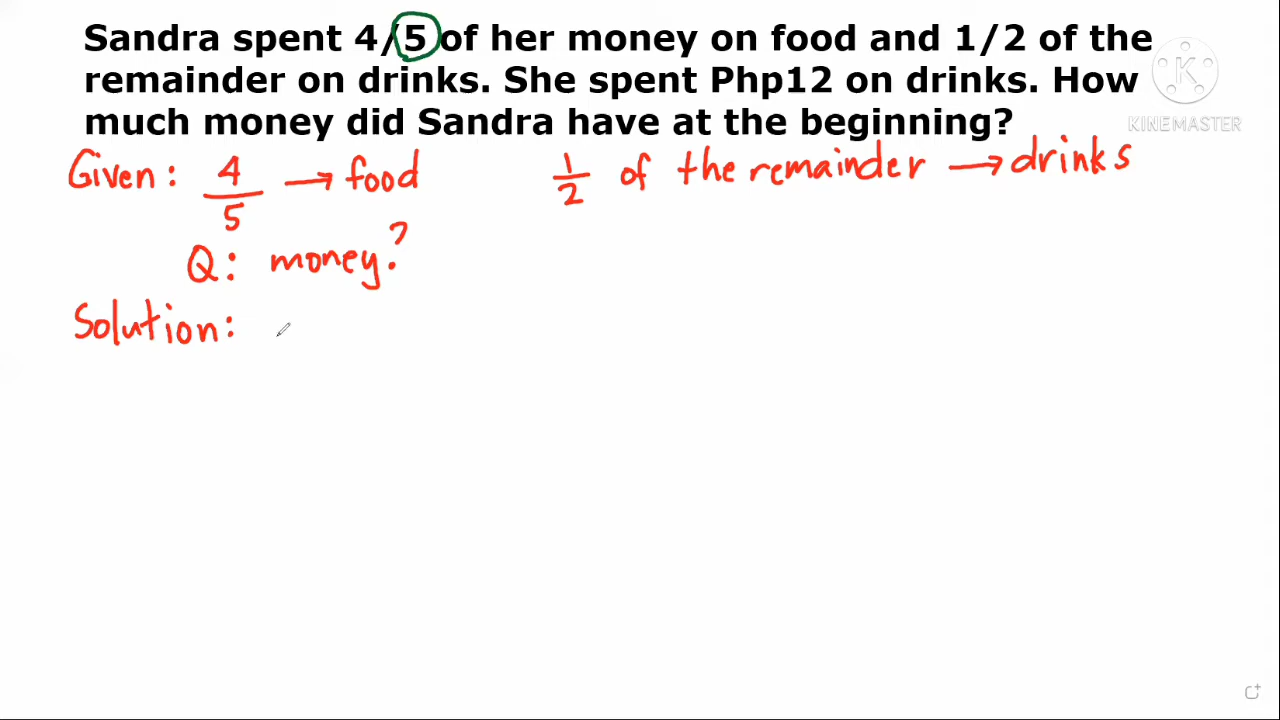 Sandra spent 4/5 of her money on food and 1/2 of the
remainder on drinks. She spent Php12 on drinks. How
much money did Sandra have at the beginning?
KINEMASTER
Given: 4/5 → food 1/2 of the remainder → drinks
Q: money?
Solution: